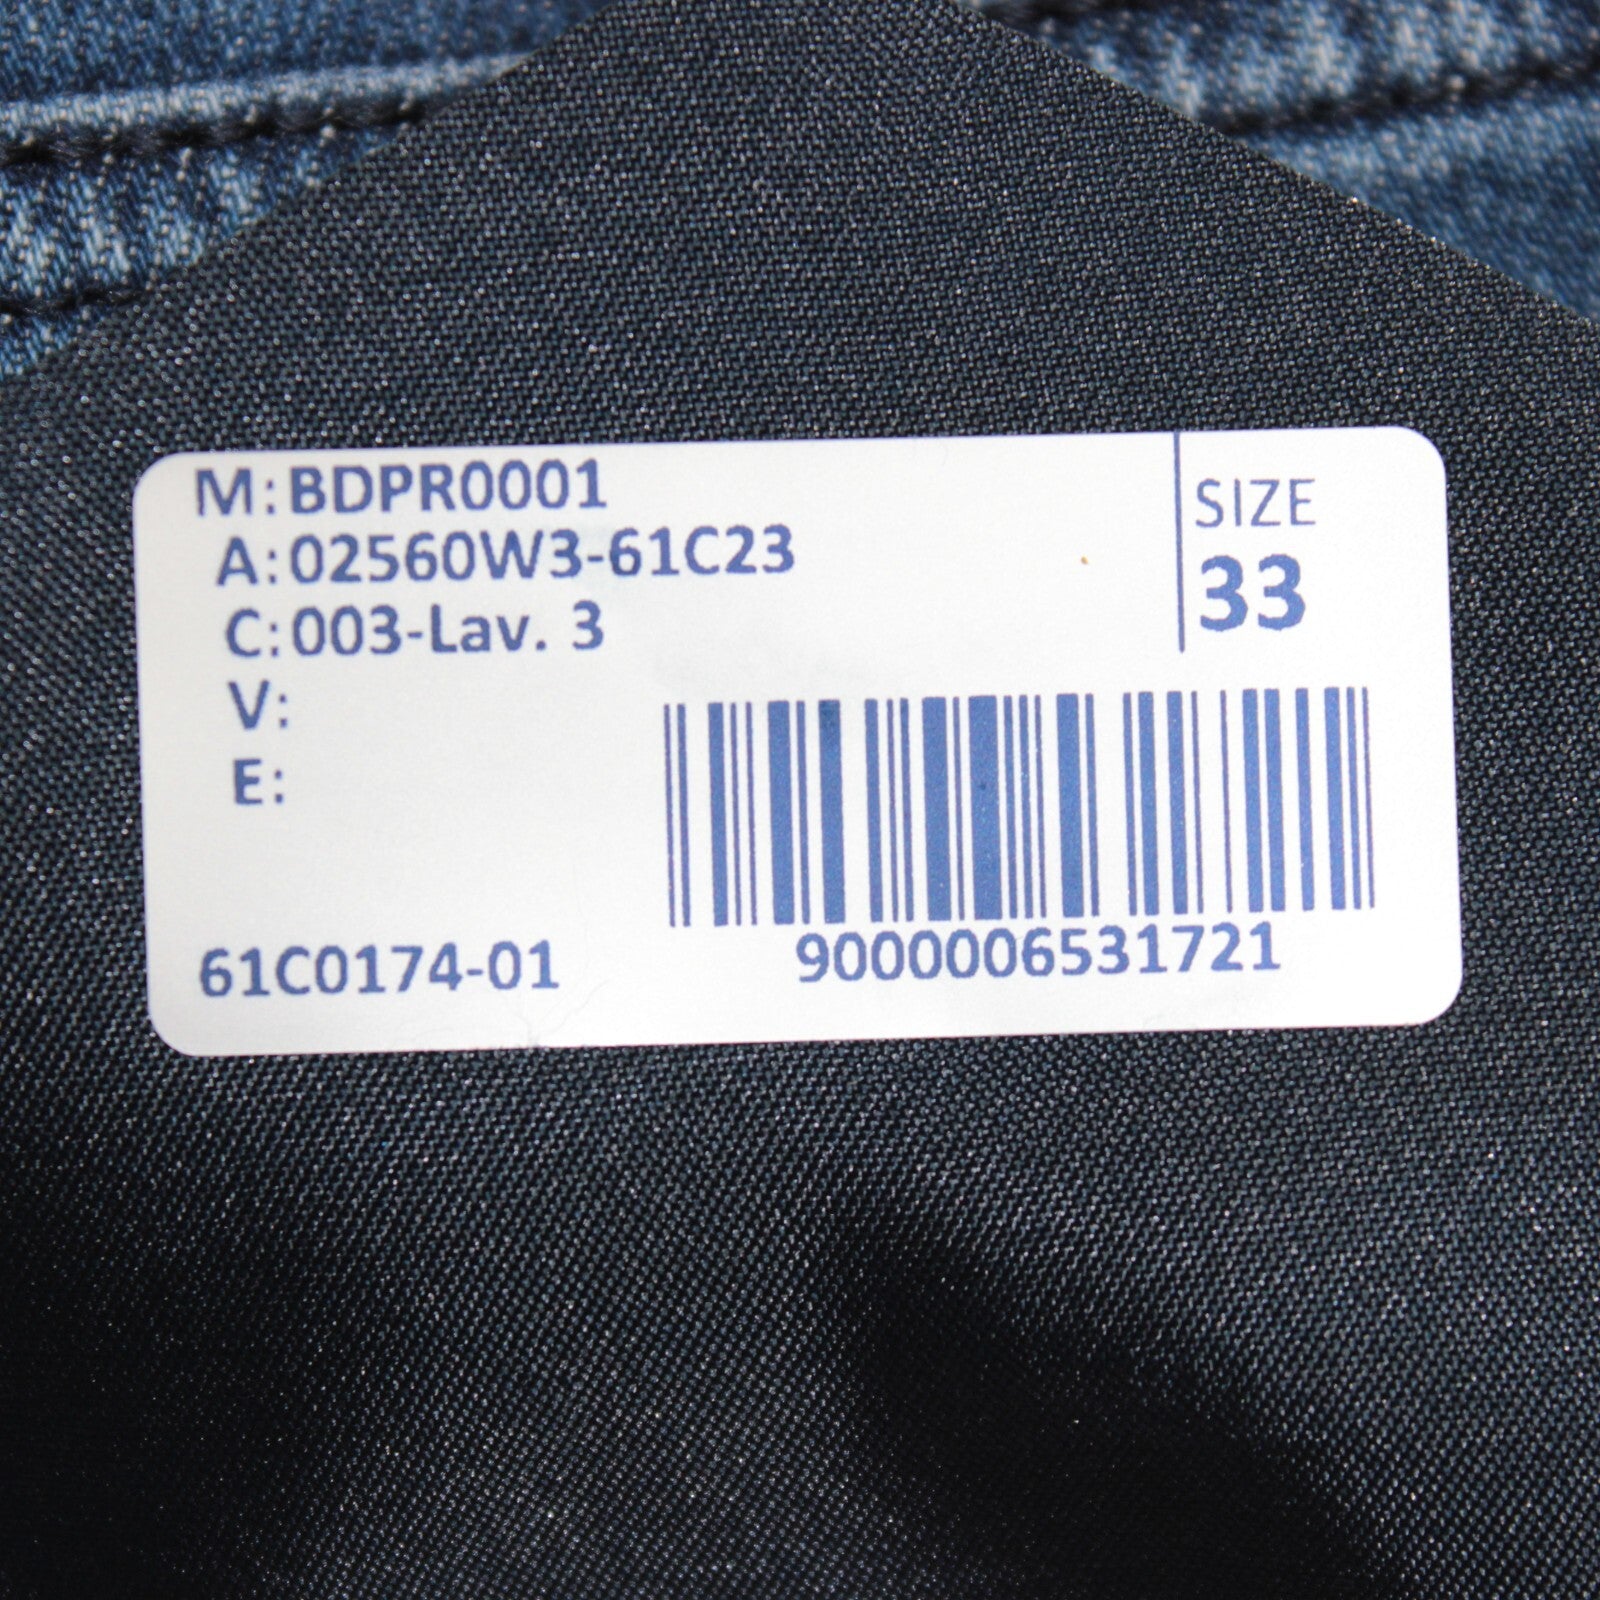 M: BDPR0001
A: 02560W3-61C23
C: 003-Lav. 3
V:
E:
SIZE
33
61C0174-01
9000006531721